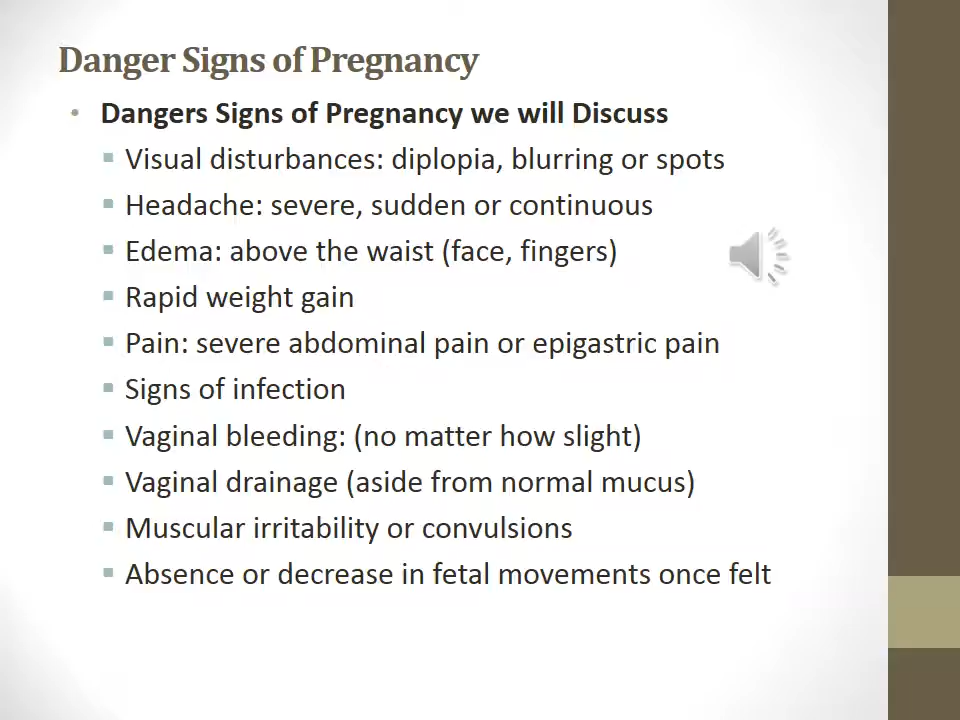 Danger Signs of Pregnancy
• Dangers Signs of Pregnancy we will Discuss
▪ Visual disturbances: diplopia, blurring or spots
▪ Headache: severe, sudden or continuous
▪ Edema: above the waist (face, fingers)
▪ Rapid weight gain
▪ Pain: severe abdominal pain or epigastric pain
▪ Signs of infection
▪ Vaginal bleeding: (no matter how slight)
▪ Vaginal drainage (aside from normal mucus)
▪ Muscular irritability or convulsions
▪ Absence or decrease in fetal movements once felt